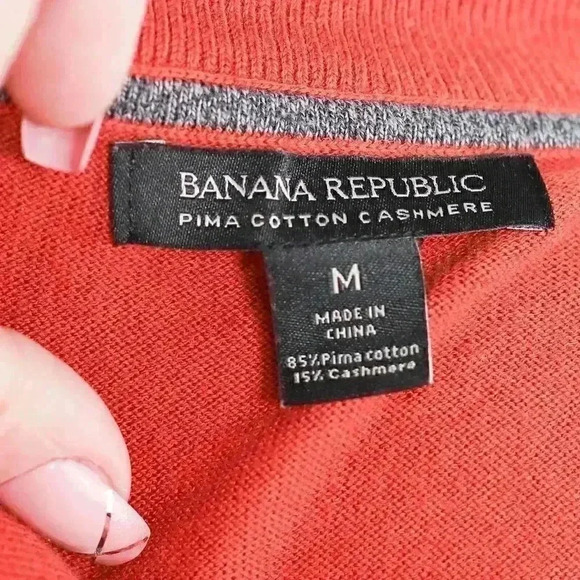 BANANA REPUBLIC
PIMA COTTON CASHMERE
M
MADE IN
CHINA
85% Pima cotton
15% Cashmere